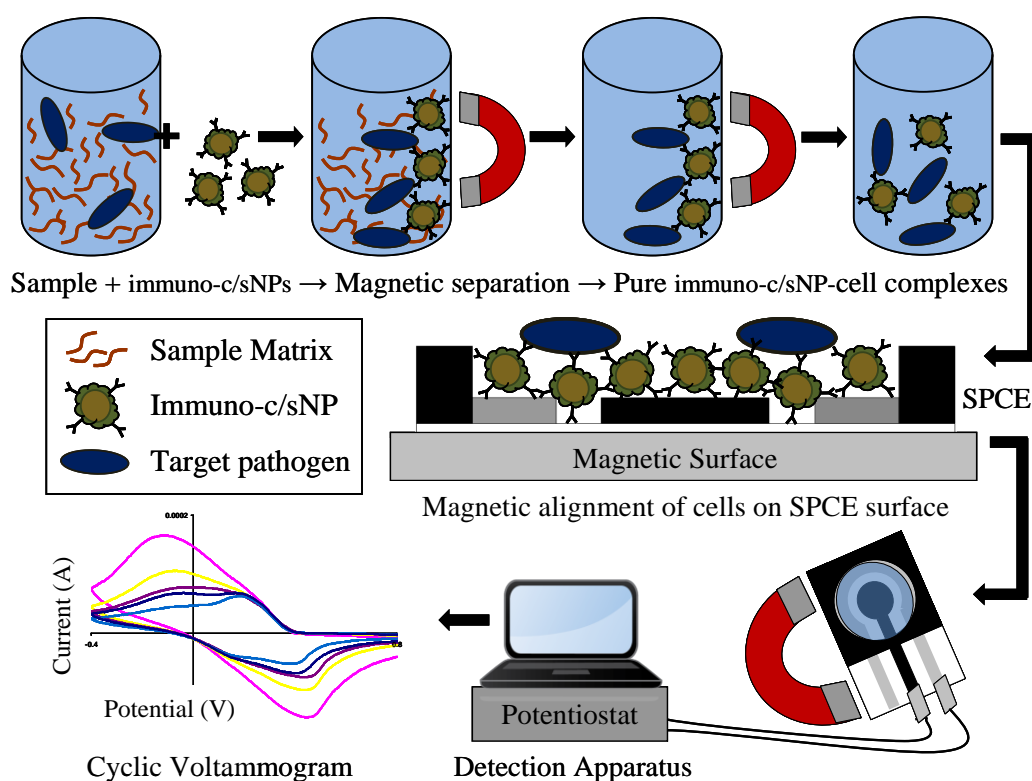 +
Sample + immuno-c/sNPs → Magnetic separation → Pure immuno-c/sNP-cell complexes
Sample Matrix
Immuno-c/sNP
Target pathogen
SPCE
Magnetic Surface
Magnetic alignment of cells on SPCE surface
0.0002
Current (A)
-0.4
0.8
Potential (V)
Potentiostat
Cyclic Voltammogram
Detection Apparatus